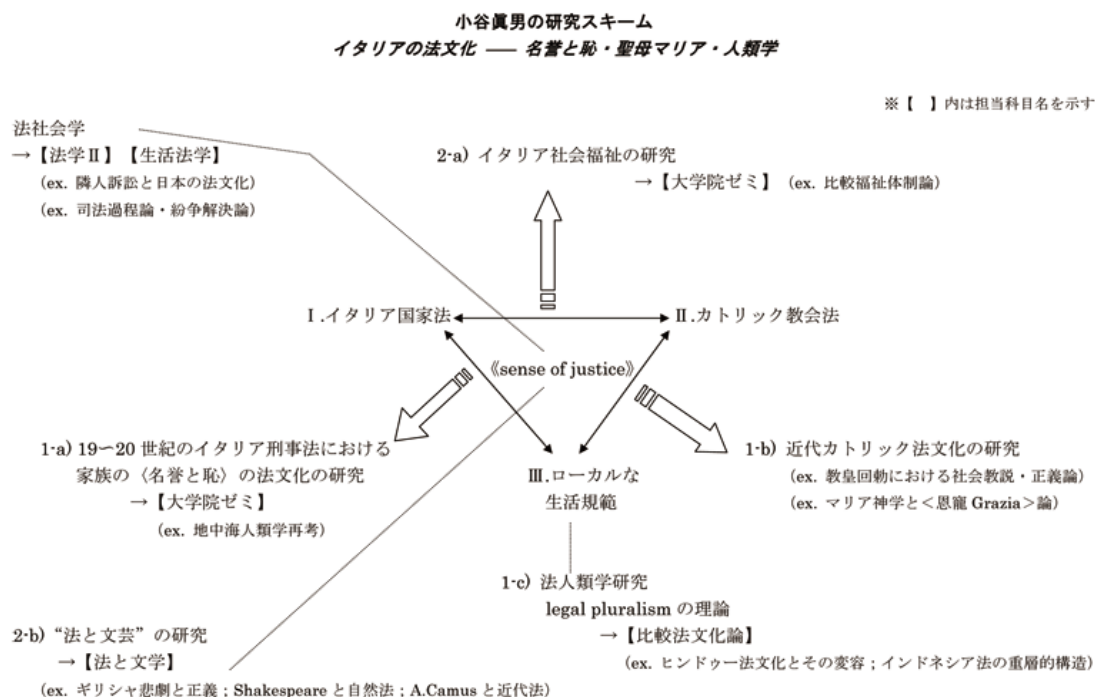 小谷眞男の研究スキーム
イタリアの法文化 ―― 名誉と恥・聖母マリア・人類学
※【　】内は担当科目名を示す
法社会学
→【法学Ⅱ】【生活法学】
(ex. 隣人訴訟と日本の法文化)
(ex. 司法過程論・紛争解決論)
2-a) イタリア社会福祉の研究
→【大学院ゼミ】 (ex. 比較福祉体制論)
Ⅰ.イタリア国家法
Ⅱ.カトリック教会法
《sense of justice》
1-a) 19〜20 世紀のイタリア刑事法における
家族の〈名誉と恥〉の法文化の研究
→【大学院ゼミ】
(ex. 地中海人類学再考)
Ⅲ.ローカルな
生活規範
1-b) 近代カトリック法文化の研究
(ex. 教皇回勅における社会教説・正義論)
(ex. マリア神学と<恩寵 Grazia>論)
1-c) 法人類学研究
legal pluralism の理論
→【比較法文化論】
(ex. ヒンドゥー法文化とその変容 ; インドネシア法の重層的構造)
2-b) “法と文芸” の研究
→【法と文学】
(ex. ギリシャ悲劇と正義 ; Shakespeare と自然法 ; A.Camus と近代法)